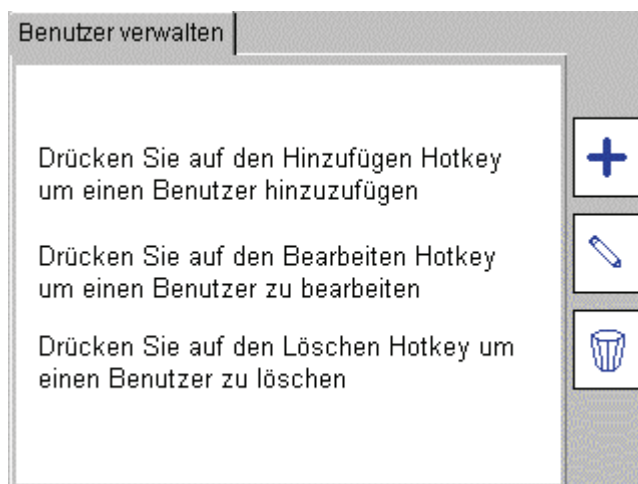 Benutzer verwalten
Drücken Sie auf den Hinzufügen Hotkey
um einen Benutzer hinzuzufügen
Drücken Sie auf den Bearbeiten Hotkey
um einen Benutzer zu bearbeiten
Drücken Sie auf den Löschen Hotkey um
einen Benutzer zu löschen